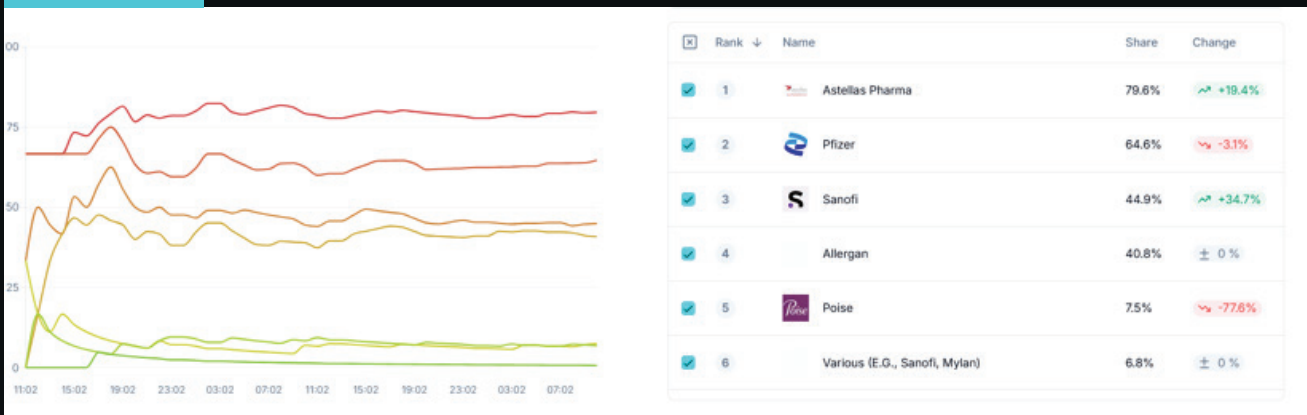 00
75
50
25
0
11:02 15:02 19:02 23:02 03:02 07:02 11:02 15:02 19:02 23:02 03:02 07:02
Rank ↓ Name Share Change
1 Astellas Pharma 79.6% +19.4%
2 Pfizer 64.6% -3.1%
3 Sanofi 44.9% +34.7%
4 Allergan 40.8% ± 0 %
5 Poise Poise 7.5% -77.6%
6 Various (E.G., Sanofi, Mylan) 6.8% ± 0 %